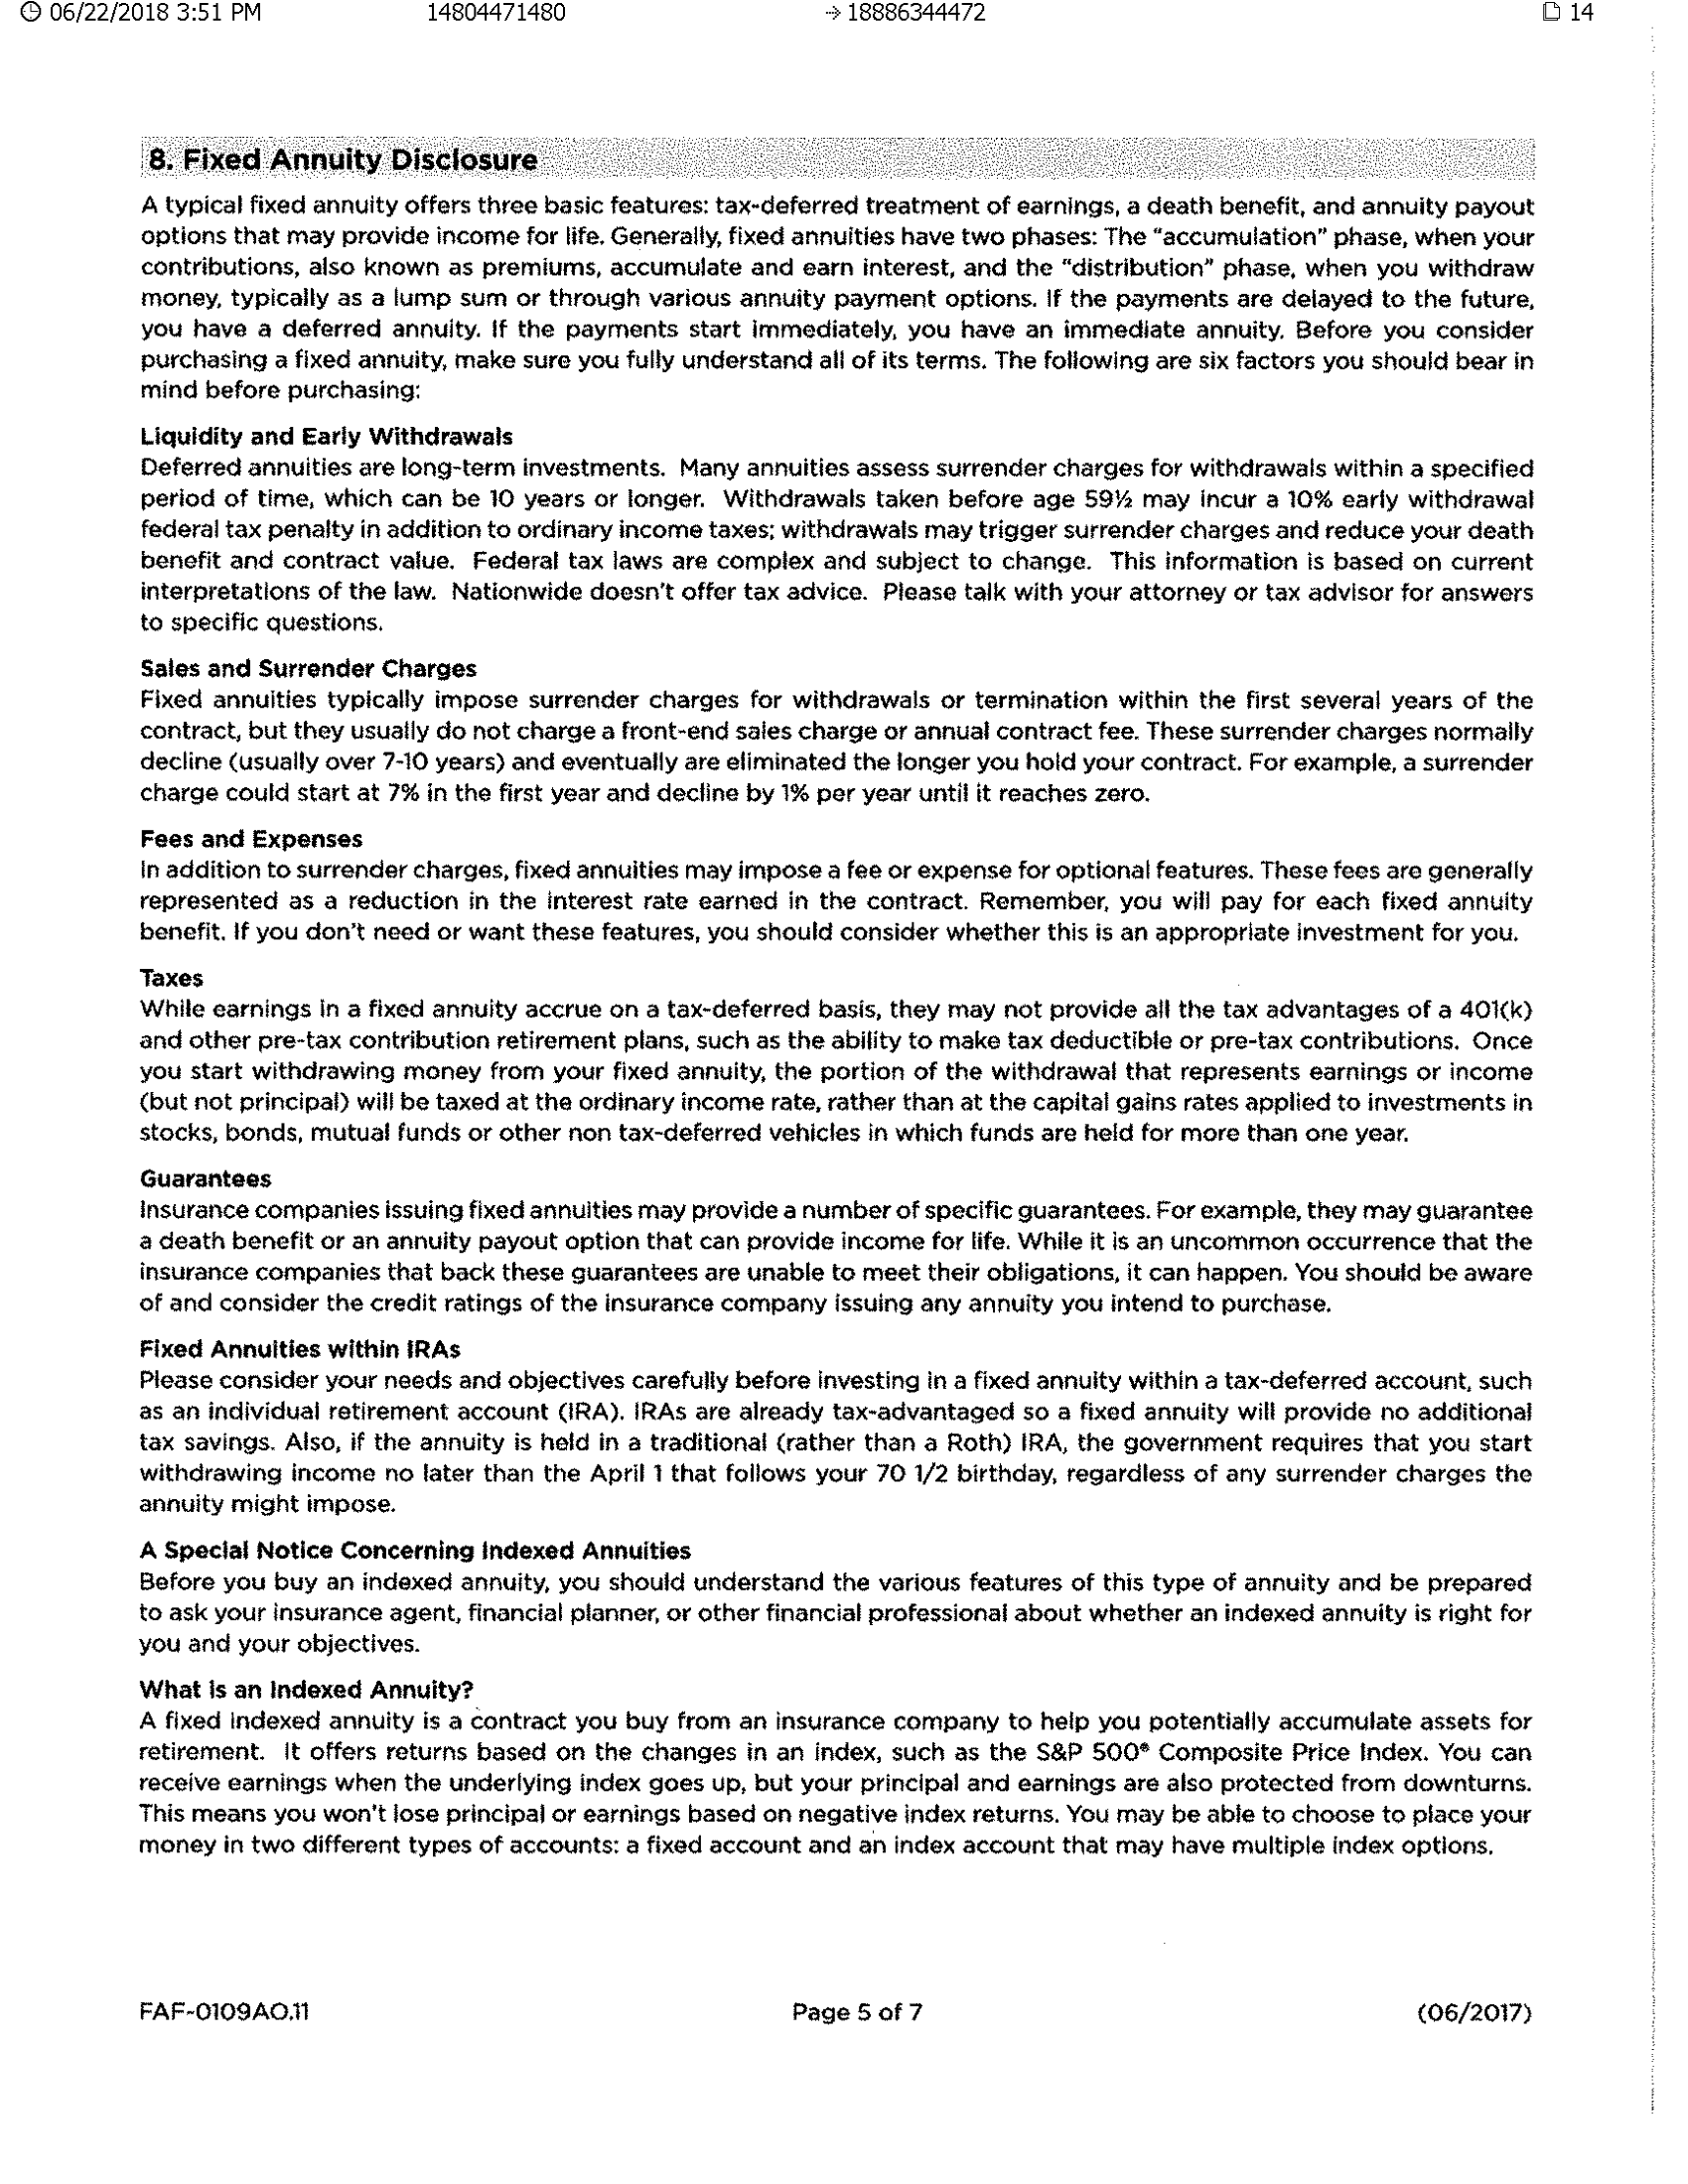 06/22/2018 3:51 PM 14804471480 → 18886344472 14
8. Fixed Annuity Disclosure
A typical fixed annuity offers three basic features: tax-deferred treatment of earnings, a death benefit, and annuity payout
options that may provide income for life. Generally, fixed annuities have two phases: The "accumulation" phase, when your
contributions, also known as premiums, accumulate and earn interest, and the "distribution" phase, when you withdraw
money, typically as a lump sum or through various annuity payment options. If the payments are delayed to the future,
you have a deferred annuity. If the payments start immediately, you have an immediate annuity. Before you consider
purchasing a fixed annuity, make sure you fully understand all of its terms. The following are six factors you should bear in
mind before purchasing:
Liquidity and Early Withdrawals
Deferred annuities are long-term investments. Many annuities assess surrender charges for withdrawals within a specified
period of time, which can be 10 years or longer. Withdrawals taken before age 59½ may incur a 10% early withdrawal
federal tax penalty in addition to ordinary income taxes; withdrawals may trigger surrender charges and reduce your death
benefit and contract value. Federal tax laws are complex and subject to change. This information is based on current
interpretations of the law. Nationwide doesn't offer tax advice. Please talk with your attorney or tax advisor for answers
to specific questions.
Sales and Surrender Charges
Fixed annuities typically impose surrender charges for withdrawals or termination within the first several years of the
contract, but they usually do not charge a front-end sales charge or annual contract fee. These surrender charges normally
decline (usually over 7-10 years) and eventually are eliminated the longer you hold your contract. For example, a surrender
charge could start at 7% in the first year and decline by 1% per year until it reaches zero.
Fees and Expenses
In addition to surrender charges, fixed annuities may impose a fee or expense for optional features. These fees are generally
represented as a reduction in the interest rate earned in the contract. Remember, you will pay for each fixed annuity
benefit. If you don't need or want these features, you should consider whether this is an appropriate investment for you.
Taxes
While earnings in a fixed annuity accrue on a tax-deferred basis, they may not provide all the tax advantages of a 401(k)
and other pre-tax contribution retirement plans, such as the ability to make tax deductible or pre-tax contributions. Once
you start withdrawing money from your fixed annuity, the portion of the withdrawal that represents earnings or income
(but not principal) will be taxed at the ordinary income rate, rather than at the capital gains rates applied to investments in
stocks, bonds, mutual funds or other non tax-deferred vehicles in which funds are held for more than one year.
Guarantees
Insurance companies issuing fixed annuities may provide a number of specific guarantees. For example, they may guarantee
a death benefit or an annuity payout option that can provide income for life. While it is an uncommon occurrence that the
insurance companies that back these guarantees are unable to meet their obligations, it can happen. You should be aware
of and consider the credit ratings of the insurance company issuing any annuity you intend to purchase.
Fixed Annuities within IRAs
Please consider your needs and objectives carefully before investing in a fixed annuity within a tax-deferred account, such
as an individual retirement account (IRA). IRAs are already tax-advantaged so a fixed annuity will provide no additional
tax savings. Also, if the annuity is held in a traditional (rather than a Roth) IRA, the government requires that you start
withdrawing income no later than the April 1 that follows your 70 1/2 birthday, regardless of any surrender charges the
annuity might impose.
A Special Notice Concerning Indexed Annuities
Before you buy an indexed annuity, you should understand the various features of this type of annuity and be prepared
to ask your insurance agent, financial planner, or other financial professional about whether an indexed annuity is right for
you and your objectives.
What is an Indexed Annuity?
A fixed indexed annuity is a contract you buy from an insurance company to help you potentially accumulate assets for
retirement. It offers returns based on the changes in an index, such as the S&P 500® Composite Price Index. You can
receive earnings when the underlying index goes up, but your principal and earnings are also protected from downturns.
This means you won't lose principal or earnings based on negative index returns. You may be able to choose to place your
money in two different types of accounts: a fixed account and an index account that may have multiple index options.
FAF-0109AO.11 Page 5 of 7 (06/2017)